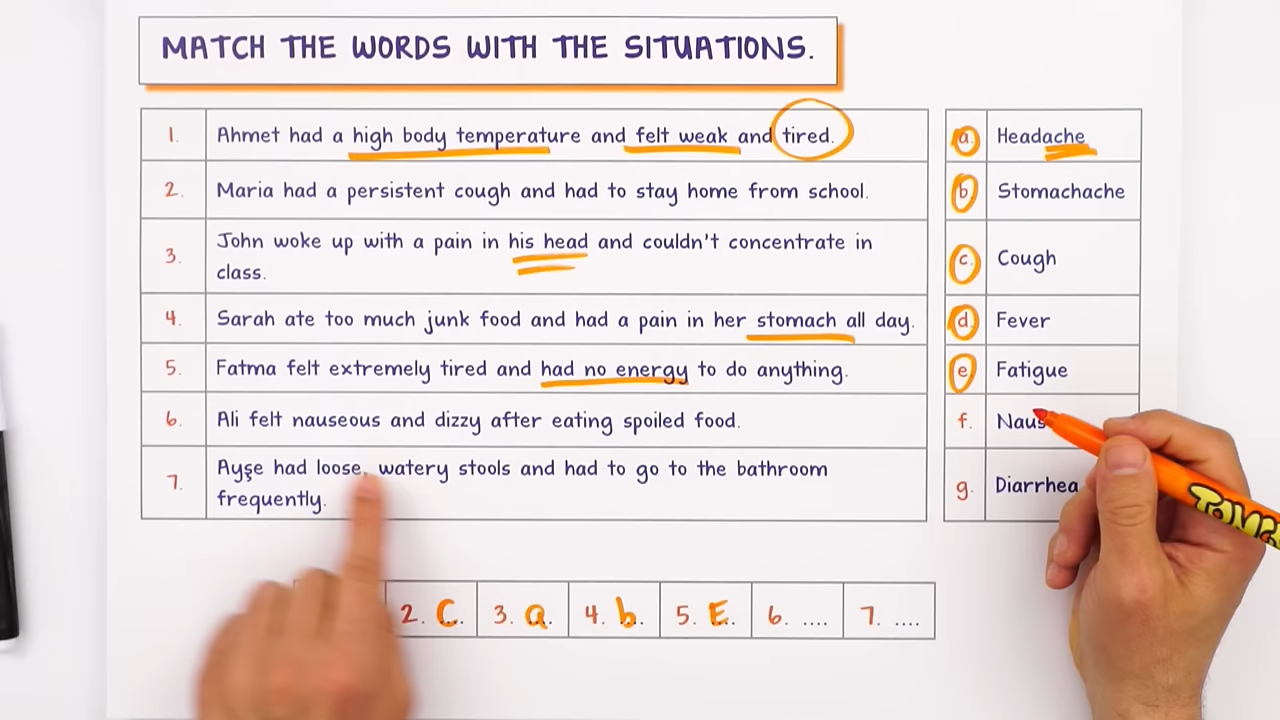 MATCH THE WORDS WITH THE SITUATIONS.
1. Ahmet had a high body temperature and felt weak and tired.
2. Maria had a persistent cough and had to stay home from school.
3. John woke up with a pain in his head and couldn't concentrate in
class.
4. Sarah ate too much junk food and had a pain in her stomach all day.
5. Fatma felt extremely tired and had no energy to do anything.
6. Ali felt nauseous and dizzy after eating spoiled food.
7. Ayşe had loose, watery stools and had to go to the bathroom
frequently.
a. Headache
b. Stomachache
c. Cough
d. Fever
e. Fatigue
f.
g. Diarrhea
2. C 3. a 4. b 5. E 6. .... 7. ....